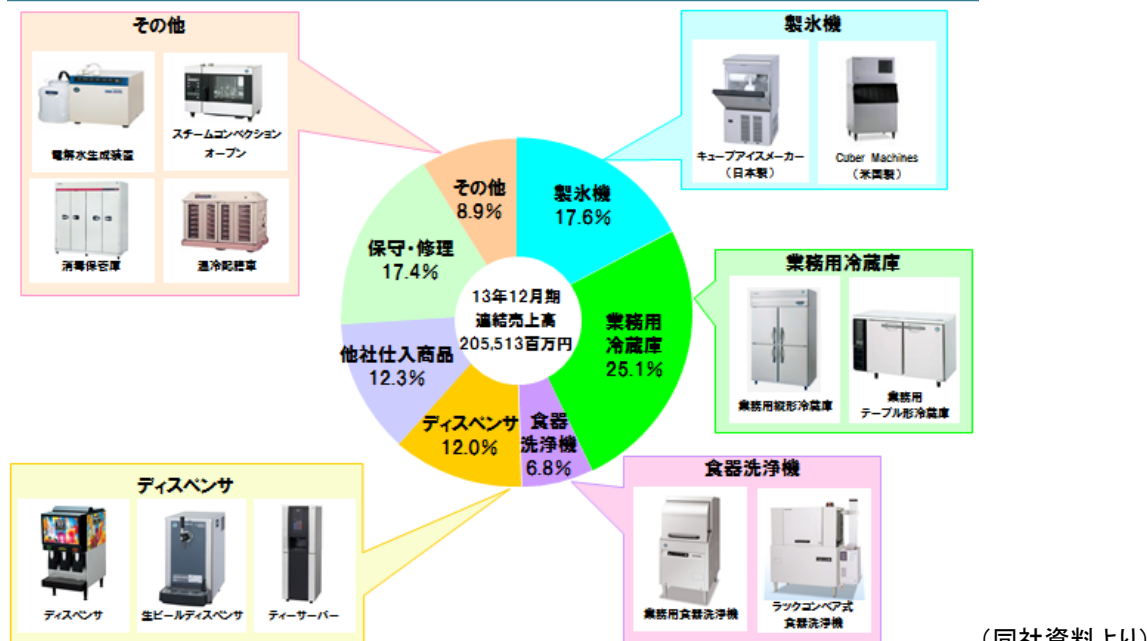 その他
電解水生成装置
スチームコンベクション
オーブン
消毒保管庫
温冷配膳車
製氷機
キューブアイスメーカー
(日本製)
Cuber Machines
(米国製)
その他
8.9%
製氷機
17.6%
保守・修理
17.4%
13年12月期
連結売上高
205,513百万円
業務用
冷蔵庫
25.1%
他社仕入商品
12.3%
ディスペンサ
12.0%
食器
洗浄機
6.8%
業務用冷蔵庫
業務用縦形冷蔵庫
業務用
テーブル形冷蔵庫
ディスペンサ
ディスペンサ
生ビールディスペンサ
ティーサーバー
食器洗浄機
業務用食器洗浄機
ラックコンベア式
食器洗浄機
(同社資料より)